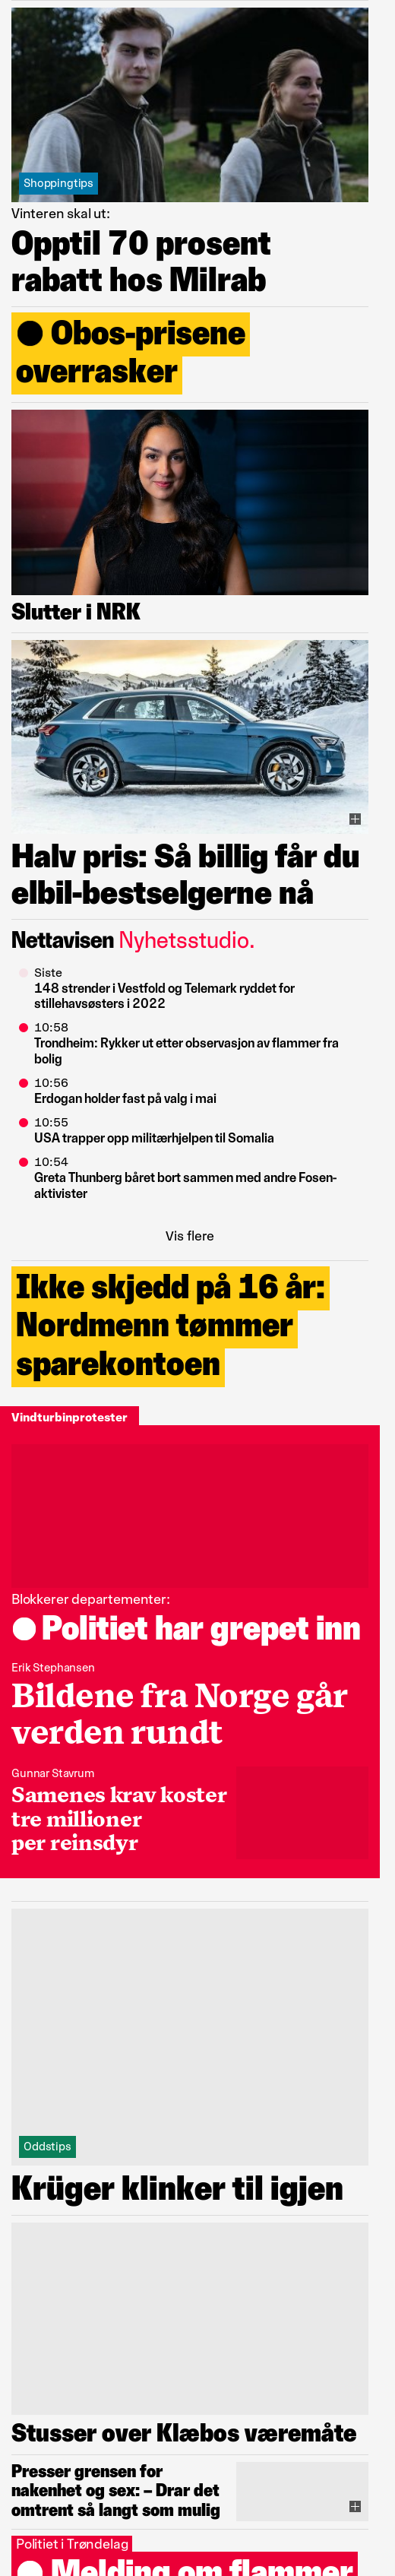 Shoppingtips
Vinteren skal ut:
Opptil 70 prosent
rabatt hos Milrab
● Obos-prisene
overrasker
Slutter i NRK
Halv pris: Så billig får du
elbil-bestselgerne nå
Nettavisen Nyhetsstudio.
Siste
148 strender i Vestfold og Telemark ryddet for
stillehavsøsters i 2022
10:58
Trondheim: Rykker ut etter observasjon av flammer fra
bolig
10:56
Erdogan holder fast på valg i mai
10:55
USA trapper opp militærhjelpen til Somalia
10:54
Greta Thunberg båret bort sammen med andre Fosen-
aktivister
Vis flere
Ikke skjedd på 16 år:
Nordmenn tømmer
sparekontoen
Vindturbinprotester
Blokkerer departementer:
● Politiet har grepet inn
Erik Stephansen
Bildene fra Norge går
verden rundt
Gunnar Stavrum
Samenes krav koster
tre millioner
per reinsdyr
Oddstips
Krüger klinker til igjen
Stusser over Klæbos væremåte
Presser grensen for
nakenhet og sex: – Drar det
omtrent så langt som mulig
Politiet i Trøndelag
● Melding om flammer